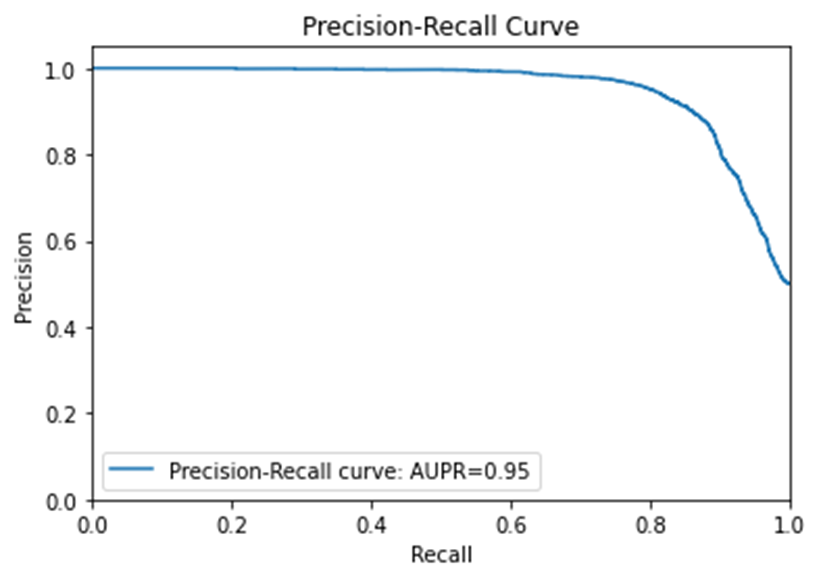 Precision-Recall Curve
1.0
0.8
0.6
0.4
0.2
0.0
Precision
Precision-Recall curve: AUPR=0.95
0.0 0.2 0.4 0.6 0.8 1.0
Recall